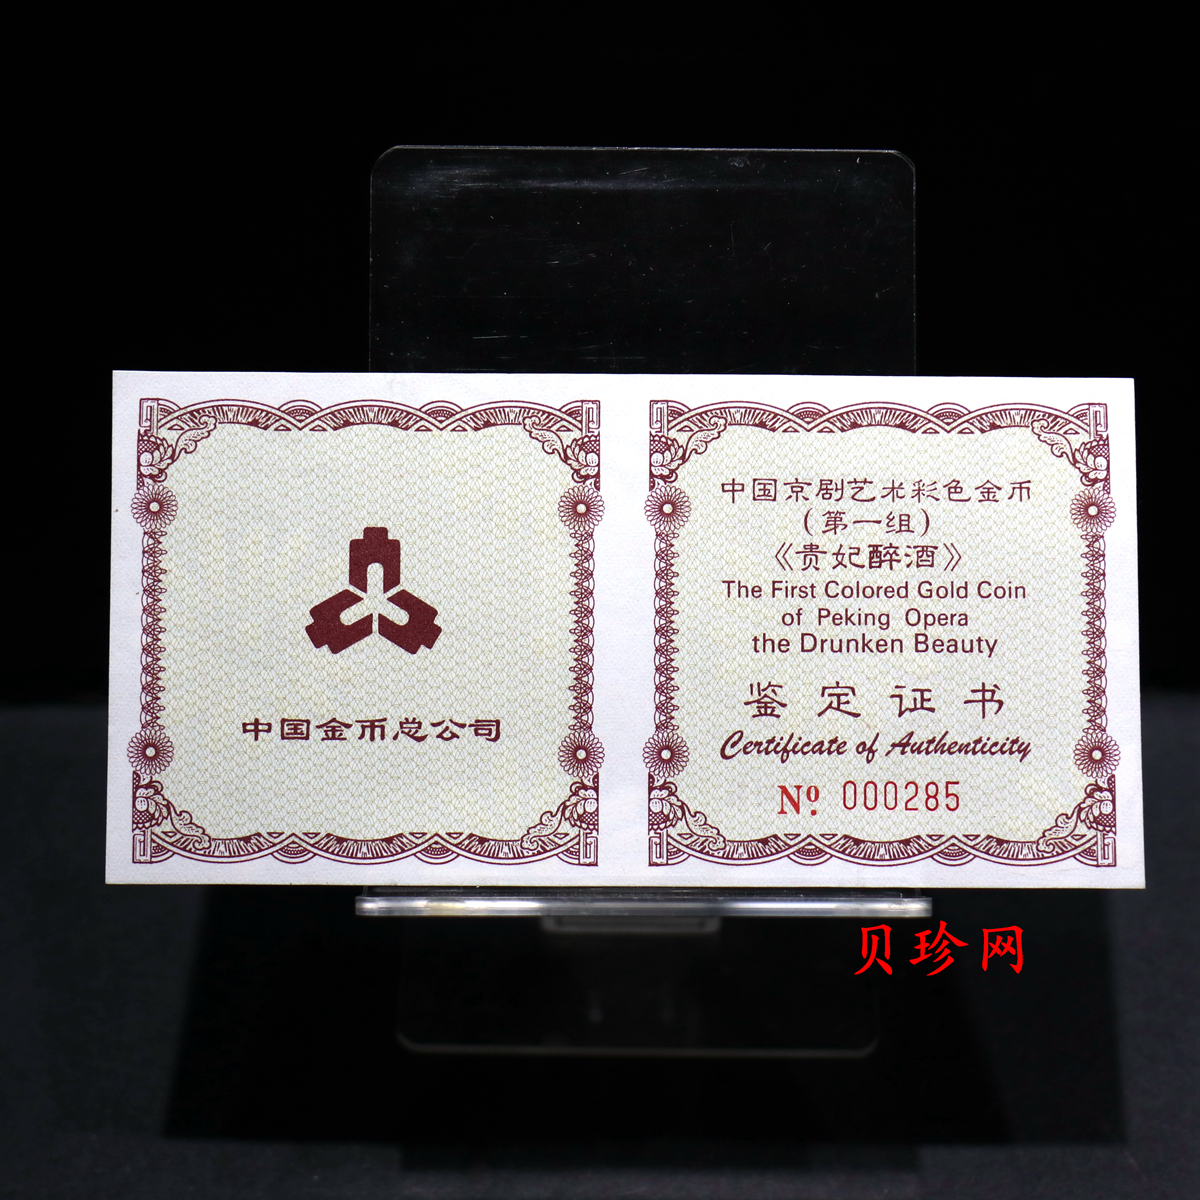 中国金币总公司
中国京剧艺术彩色金币
(第一组)
《贵妃醉酒》
The First Colored Gold Coin
of Peking Opera
the Drunken Beauty
鉴定证书
Certificate of Authenticity
Nº 000285
贝珍网